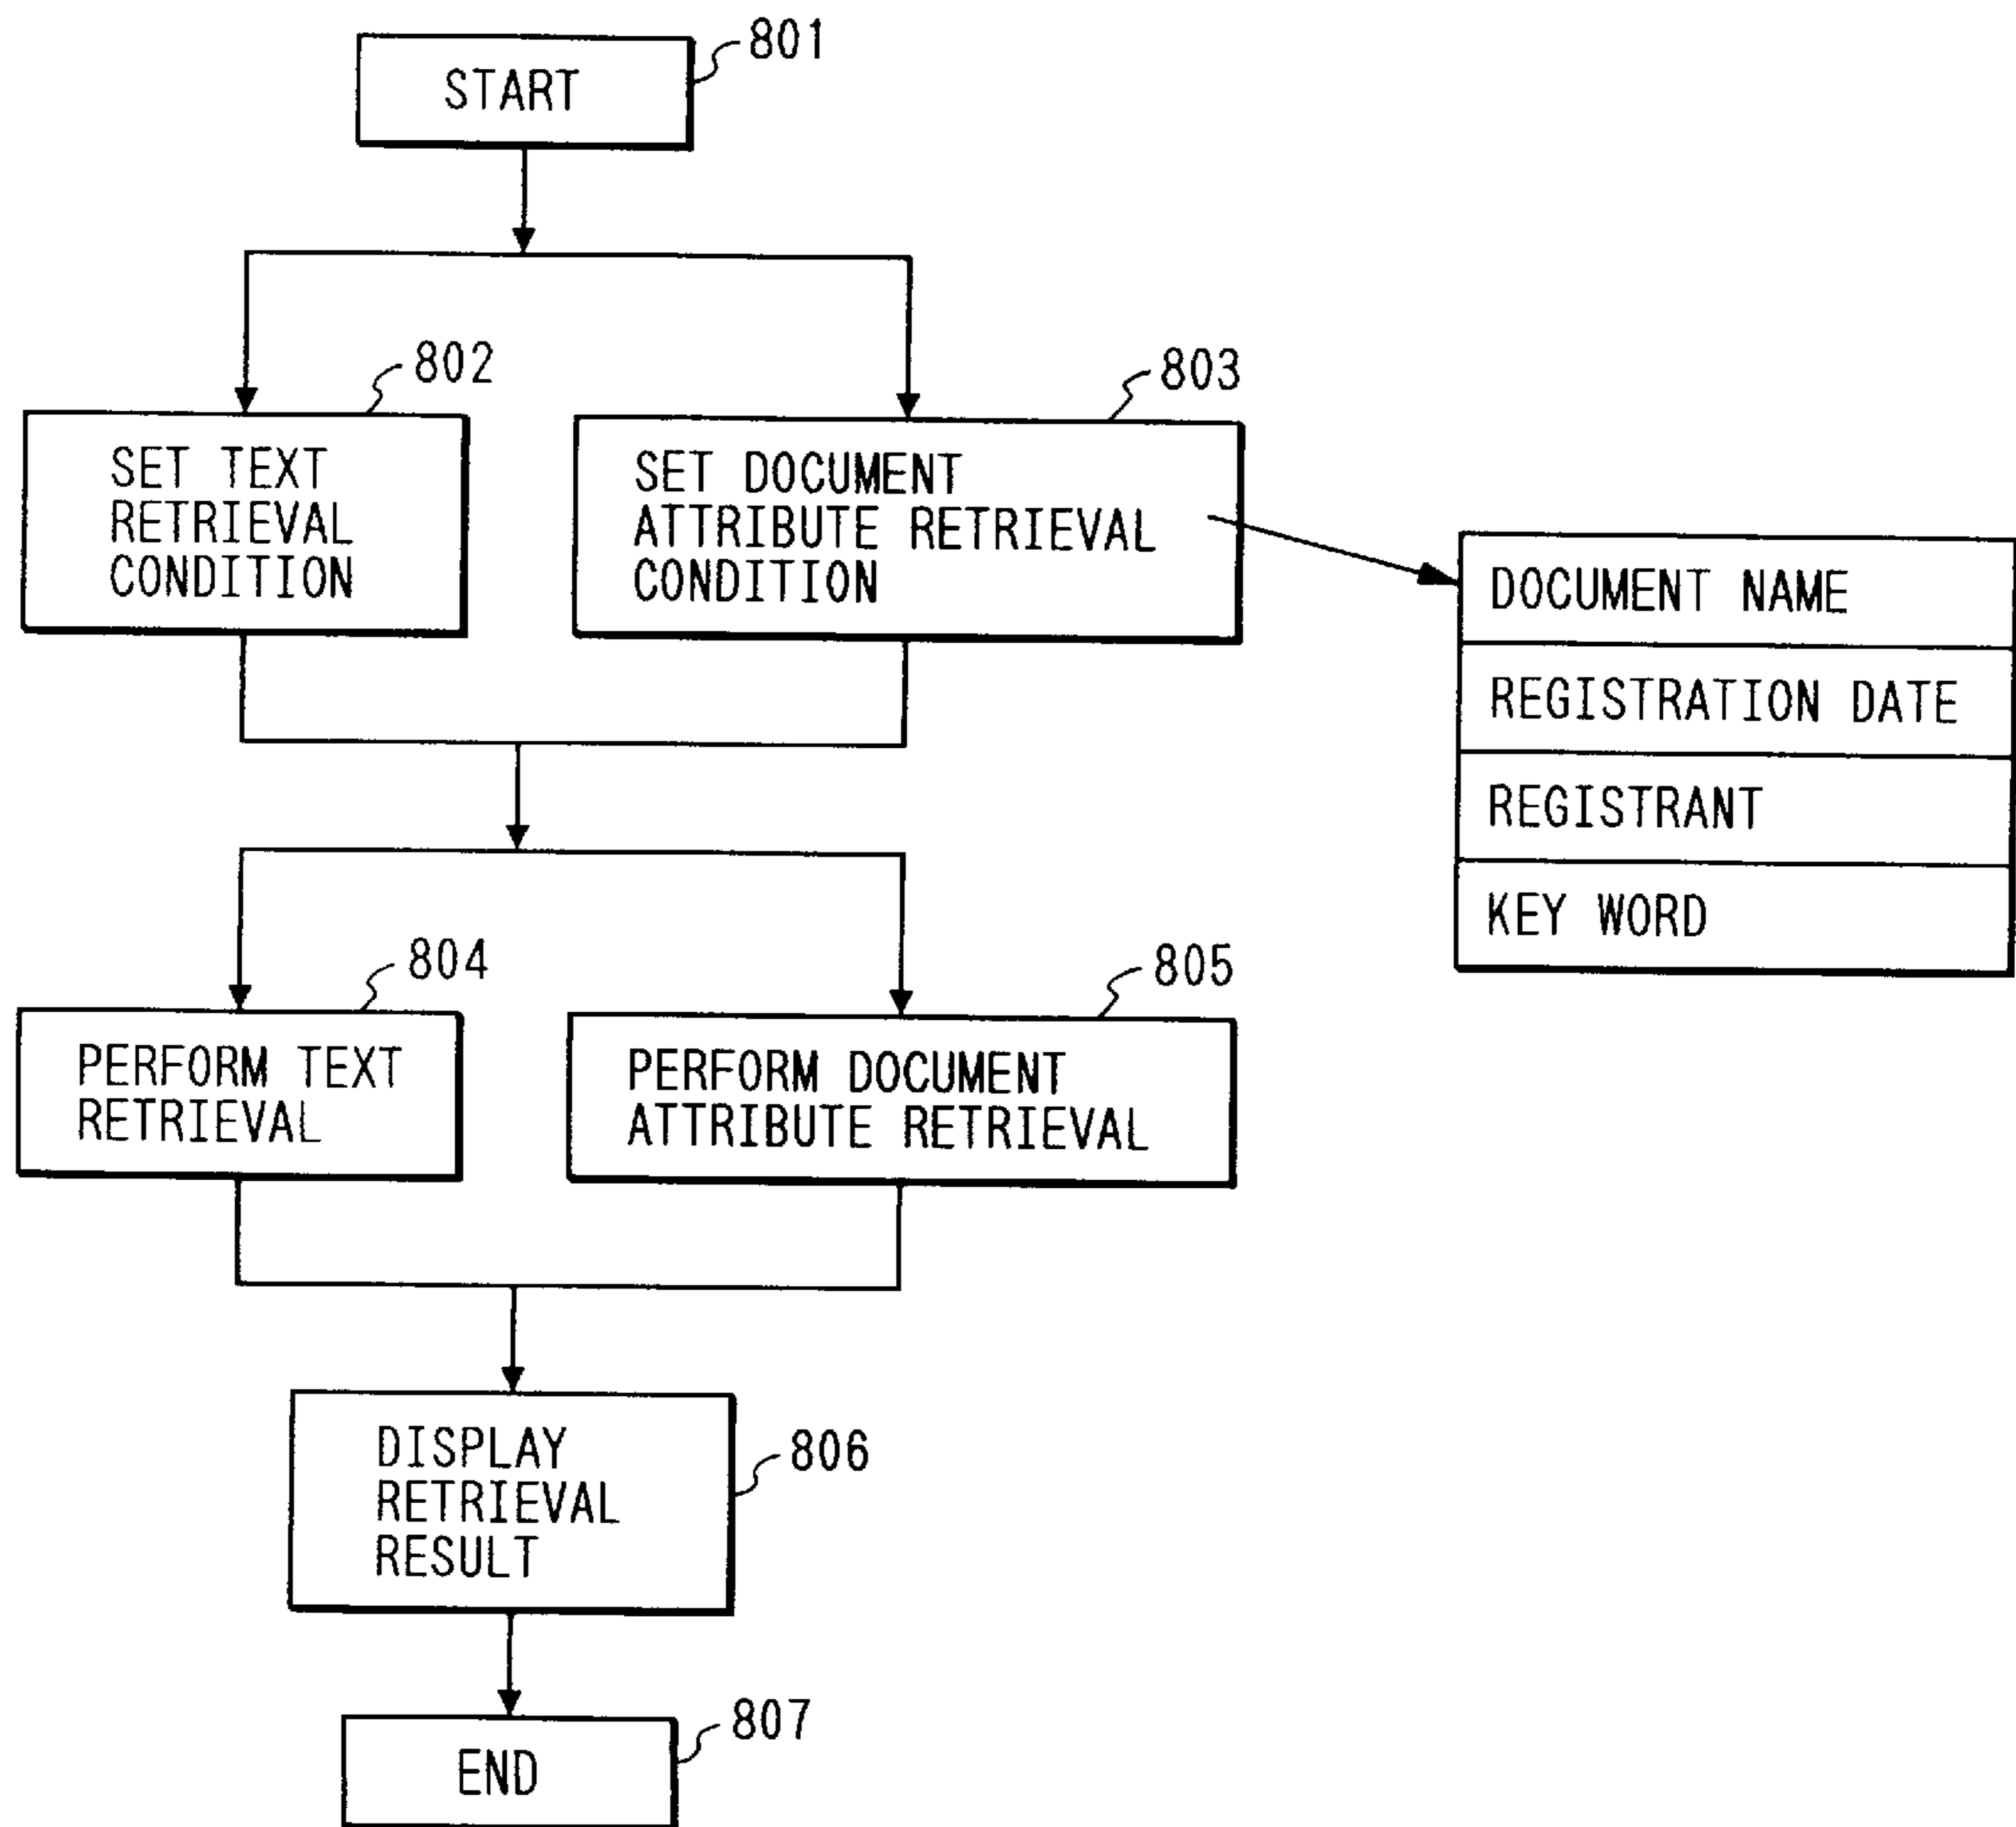 801
START
802
803
SET TEXT
RETRIEVAL
CONDITION
SET DOCUMENT
ATTRIBUTE RETRIEVAL
CONDITION
DOCUMENT NAME
REGISTRATION DATE
REGISTRANT
KEY WORD
804
805
PERFORM TEXT
RETRIEVAL
PERFORM DOCUMENT
ATTRIBUTE RETRIEVAL
806
DISPLAY
RETRIEVAL
RESULT
807
END